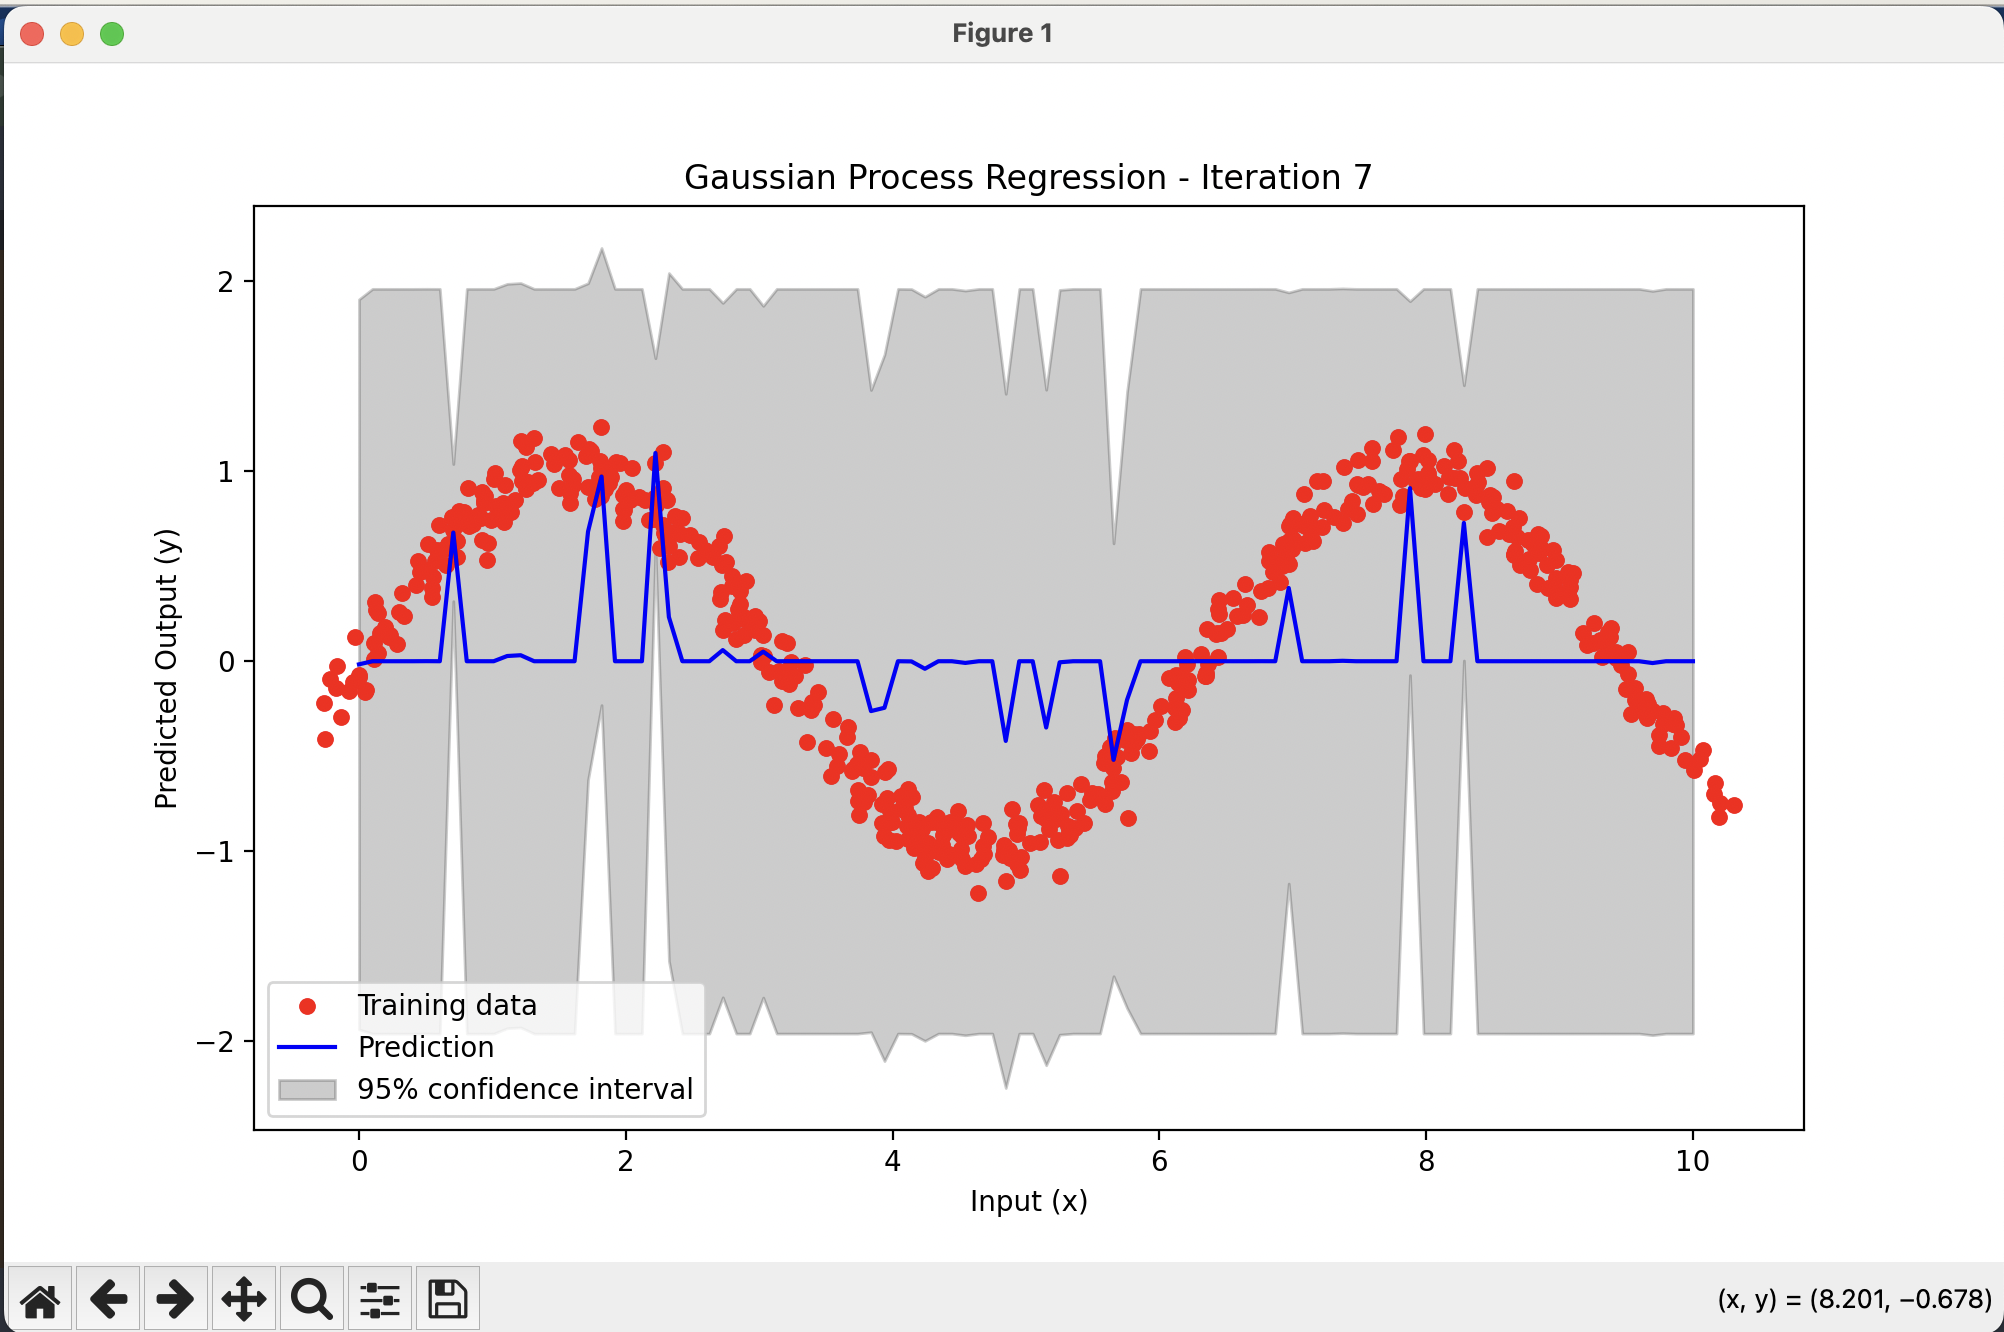 Figure 1
Gaussian Process Regression - Iteration 7
2
1
0
−1
−2
Predicted Output (y)
Training data
Prediction
95% confidence interval
0 2 4 6 8 10
Input (x)
(x, y) = (8.201, −0.678)